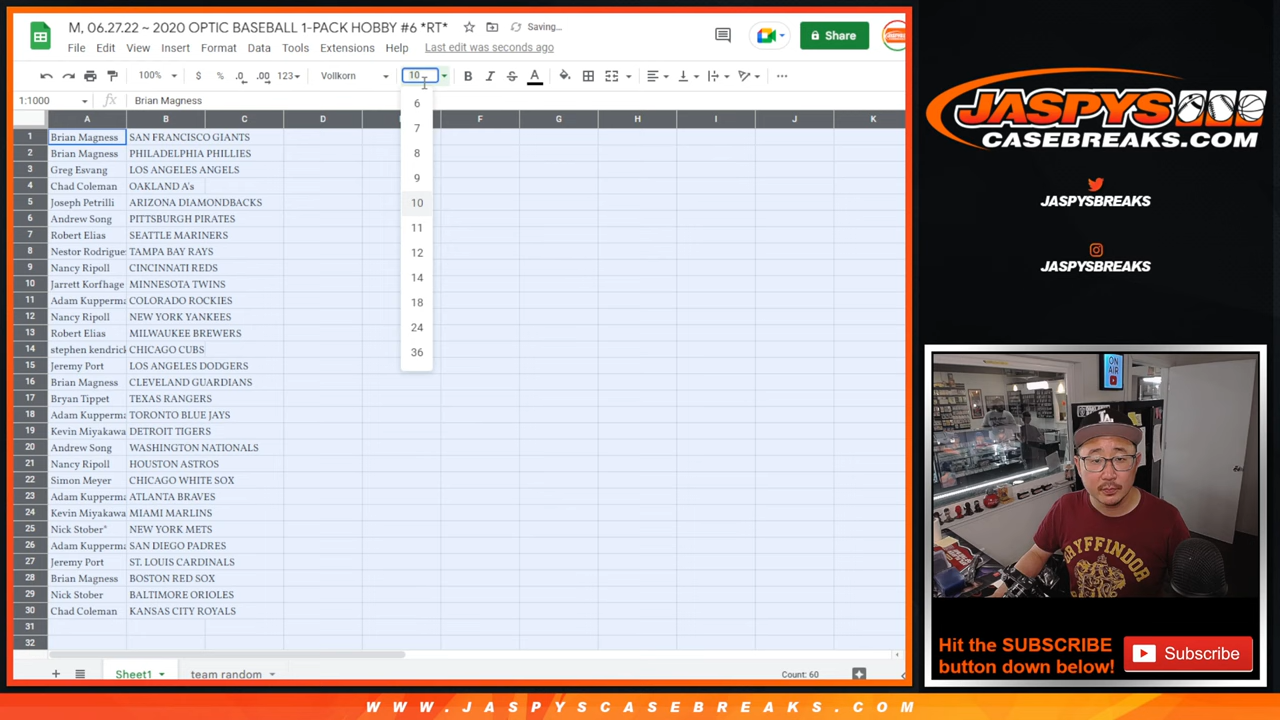 M, 06.27.22 ~ 2020 OPTIC BASEBALL 1-PACK HOBBY #6 *RT* Saving...
File Edit View Insert Format Data Tools Extensions Help Last edit was seconds ago
Share
100% $ % .0 .00 123 Vollkorn 10 B I S A
1:1000 fx Brian Magness
A B C D E F G H I J K
1 Brian Magness SAN FRANCISCO GIANTS
2 Brian Magness PHILADELPHIA PHILLIES
3 Greg Esvang LOS ANGELES ANGELS
4 Chad Coleman OAKLAND A's
5 Joseph Petrilli ARIZONA DIAMONDBACKS
6 Andrew Song PITTSBURGH PIRATES
7 Robert Elias SEATTLE MARINERS
8 Nestor Rodrigue TAMPA BAY RAYS
9 Nancy Ripoll CINCINNATI REDS
10 Jarrett Korfhage MINNESOTA TWINS
11 Adam Kupperma COLORADO ROCKIES
12 Nancy Ripoll NEW YORK YANKEES
13 Robert Elias MILWAUKEE BREWERS
14 stephen kendrick CHICAGO CUBS
15 Jeremy Port LOS ANGELES DODGERS
16 Brian Magness CLEVELAND GUARDIANS
17 Bryan Tippet TEXAS RANGERS
18 Adam Kupperma TORONTO BLUE JAYS
19 Kevin Miyakawa DETROIT TIGERS
20 Andrew Song WASHINGTON NATIONALS
21 Nancy Ripoll HOUSTON ASTROS
22 Simon Meyer CHICAGO WHITE SOX
23 Adam Kupperma ATLANTA BRAVES
24 Kevin Miyakawa MIAMI MARLINS
25 Nick Stober* NEW YORK METS
26 Adam Kupperma SAN DIEGO PADRES
27 Jeremy Port ST. LOUIS CARDINALS
28 Brian Magness BOSTON RED SOX
29 Nick Stober BALTIMORE ORIOLES
30 Chad Coleman KANSAS CITY ROYALS
31
32
6
7
8
9
10
11
12
14
18
24
36
Sheet1 team random Count: 60
JASPYS
CASEBREAKS.COM
JASPYSBREAKS
JASPYSBREAKS
ON
AIR
LA
GRYFFINDOR
Hit the SUBSCRIBE
button down below!
Subscribe
WWW.JASPYSCASEBREAKS.COM